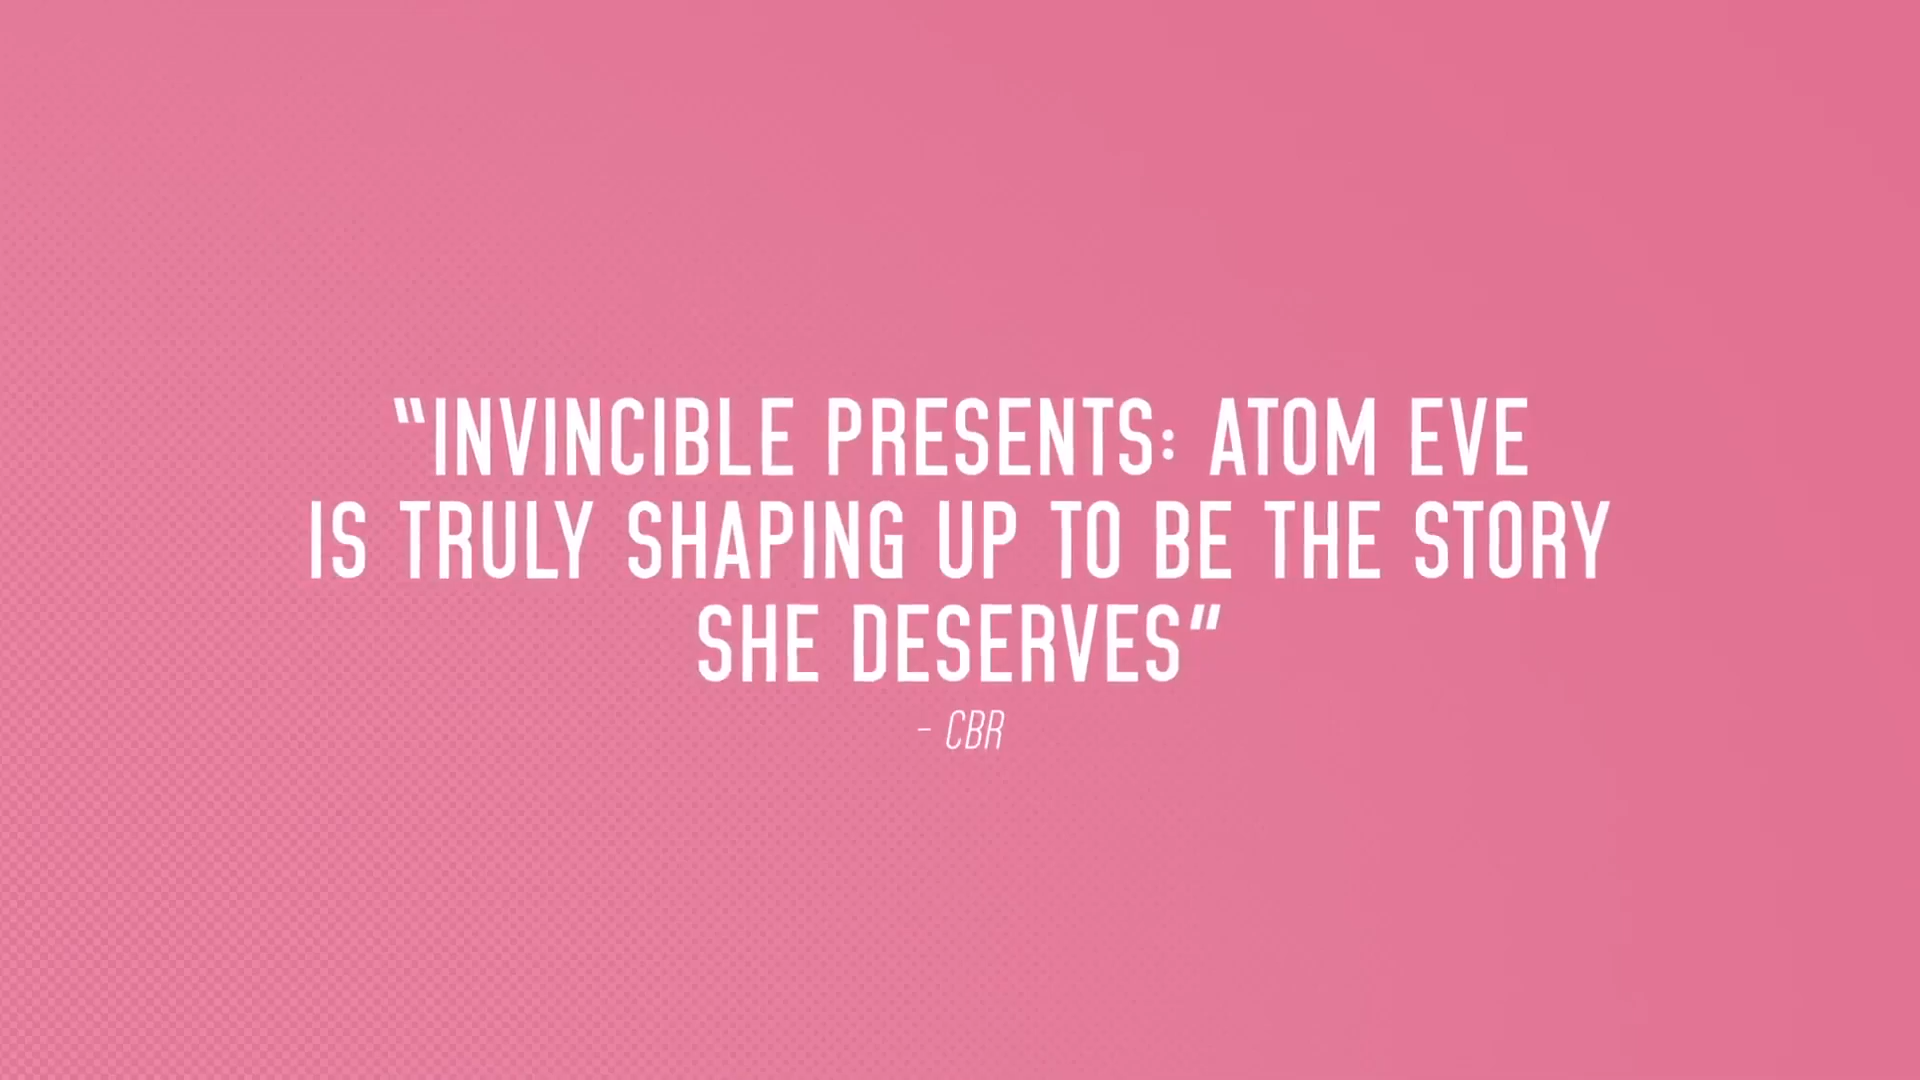 “INVINCIBLE PRESENTS: ATOM EVE
IS TRULY SHAPING UP TO BE THE STORY
SHE DESERVES”
- CBR